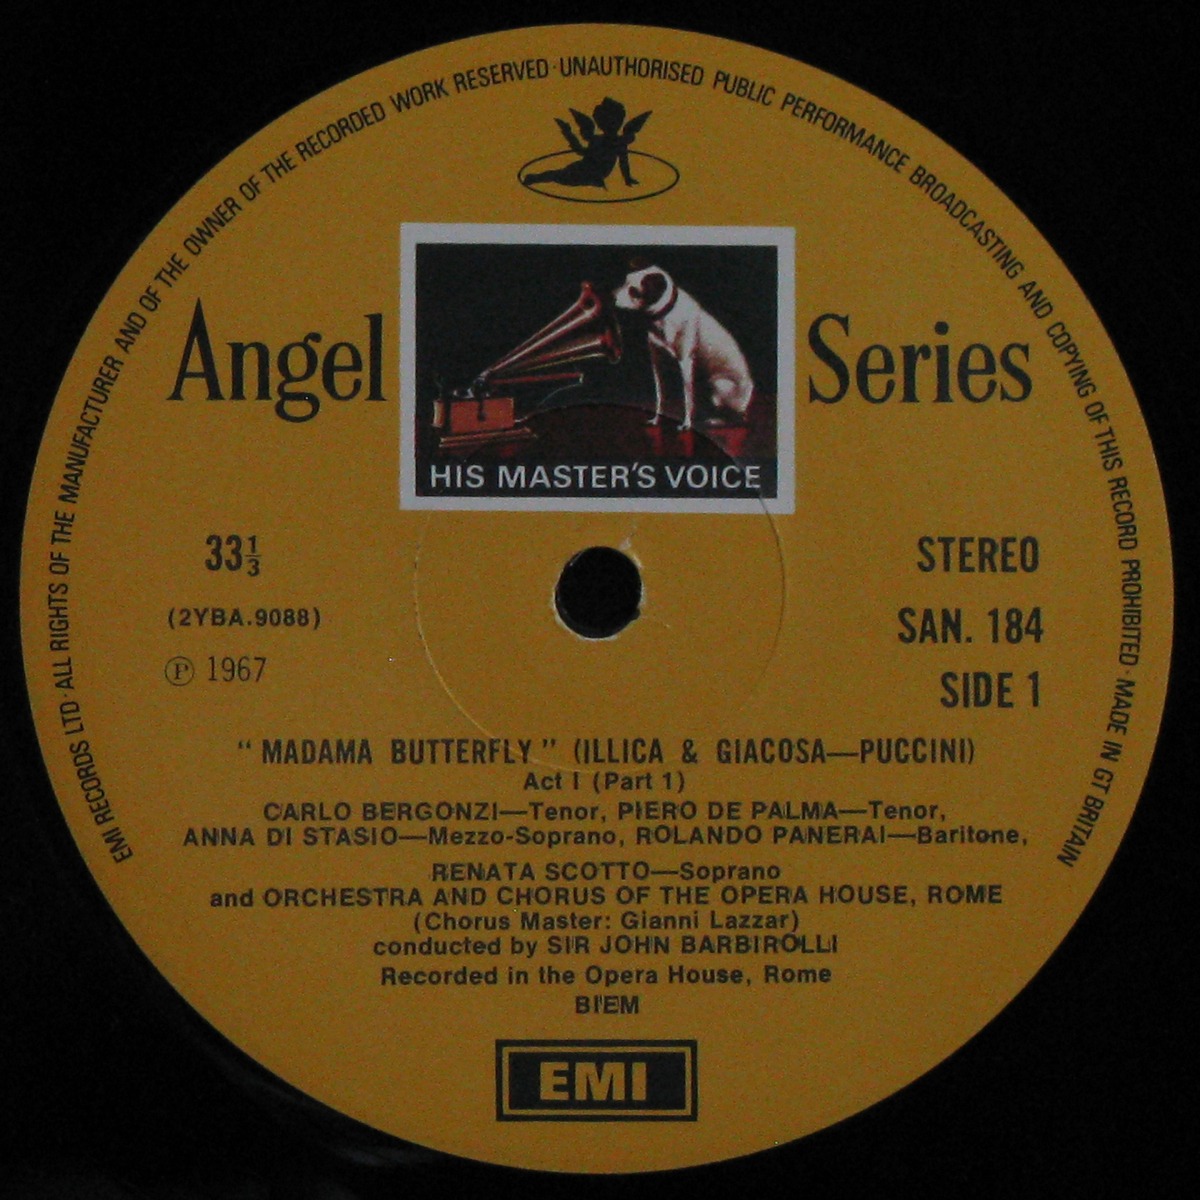 EMI RECORDS LTD · ALL RIGHTS OF THE MANUFACTURER AND OF THE OWNER OF THE RECORDED WORK RESERVED · UNAUTHORISED PUBLIC PERFORMANCE BROADCASTING AND COPYING OF THIS RECORD PROHIBITED · MADE IN GT BRITAIN
Angel Series
HIS MASTER'S VOICE
33⅓
STEREO
(2YBA.9088)
SAN. 184
℗ 1967
SIDE 1
“MADAMA BUTTERFLY” (ILLICA & GIACOSA—PUCCINI)
Act I (Part 1)
CARLO BERGONZI—Tenor, PIERO DE PALMA—Tenor,
ANNA DI STASIO—Mezzo-Soprano, ROLANDO PANERAI—Baritone,
RENATA SCOTTO—Soprano
and ORCHESTRA AND CHORUS OF THE OPERA HOUSE, ROME
(Chorus Master: Gianni Lazzar)
conducted by SIR JOHN BARBIROLLI
Recorded in the Opera House, Rome
BIEM
EMI